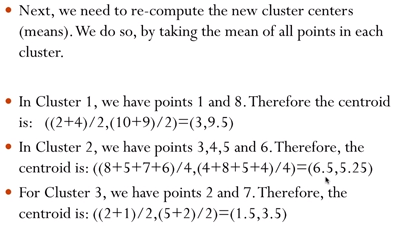 • Next, we need to re-compute the new cluster centers
(means). We do so, by taking the mean of all points in each
cluster.
• In Cluster 1, we have points 1 and 8. Therefore the centroid
is: ((2+4)/2,(10+9)/2)=(3,9.5)
• In Cluster 2, we have points 3,4,5 and 6. Therefore, the
centroid is: ((8+5+7+6)/4,(4+8+5+4)/4)=(6.5,5.25)
• For Cluster 3, we have points 2 and 7. Therefore, the
centroid is: ((2+1)/2,(5+2)/2)=(1.5,3.5)